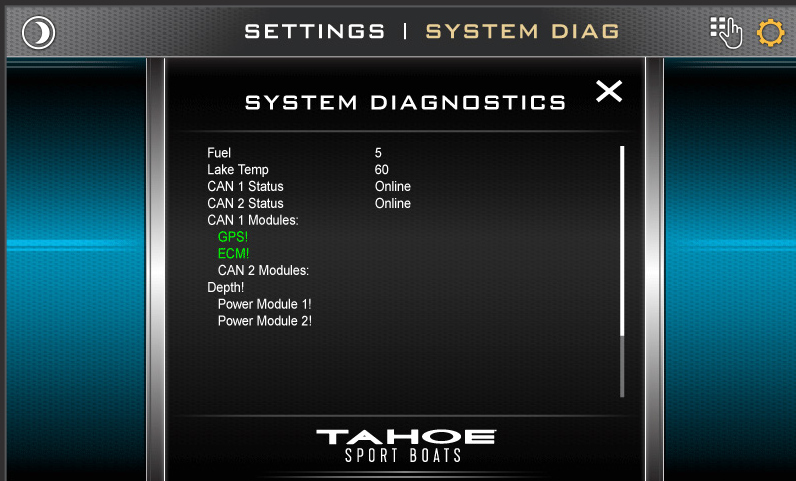 SETTINGS | SYSTEM DIAG
SYSTEM DIAGNOSTICS
Fuel 5
Lake Temp 60
CAN 1 Status Online
CAN 2 Status Online
CAN 1 Modules:
GPS!
ECM!
CAN 2 Modules:
Depth!
Power Module 1!
Power Module 2!
TAHOE
SPORT BOATS